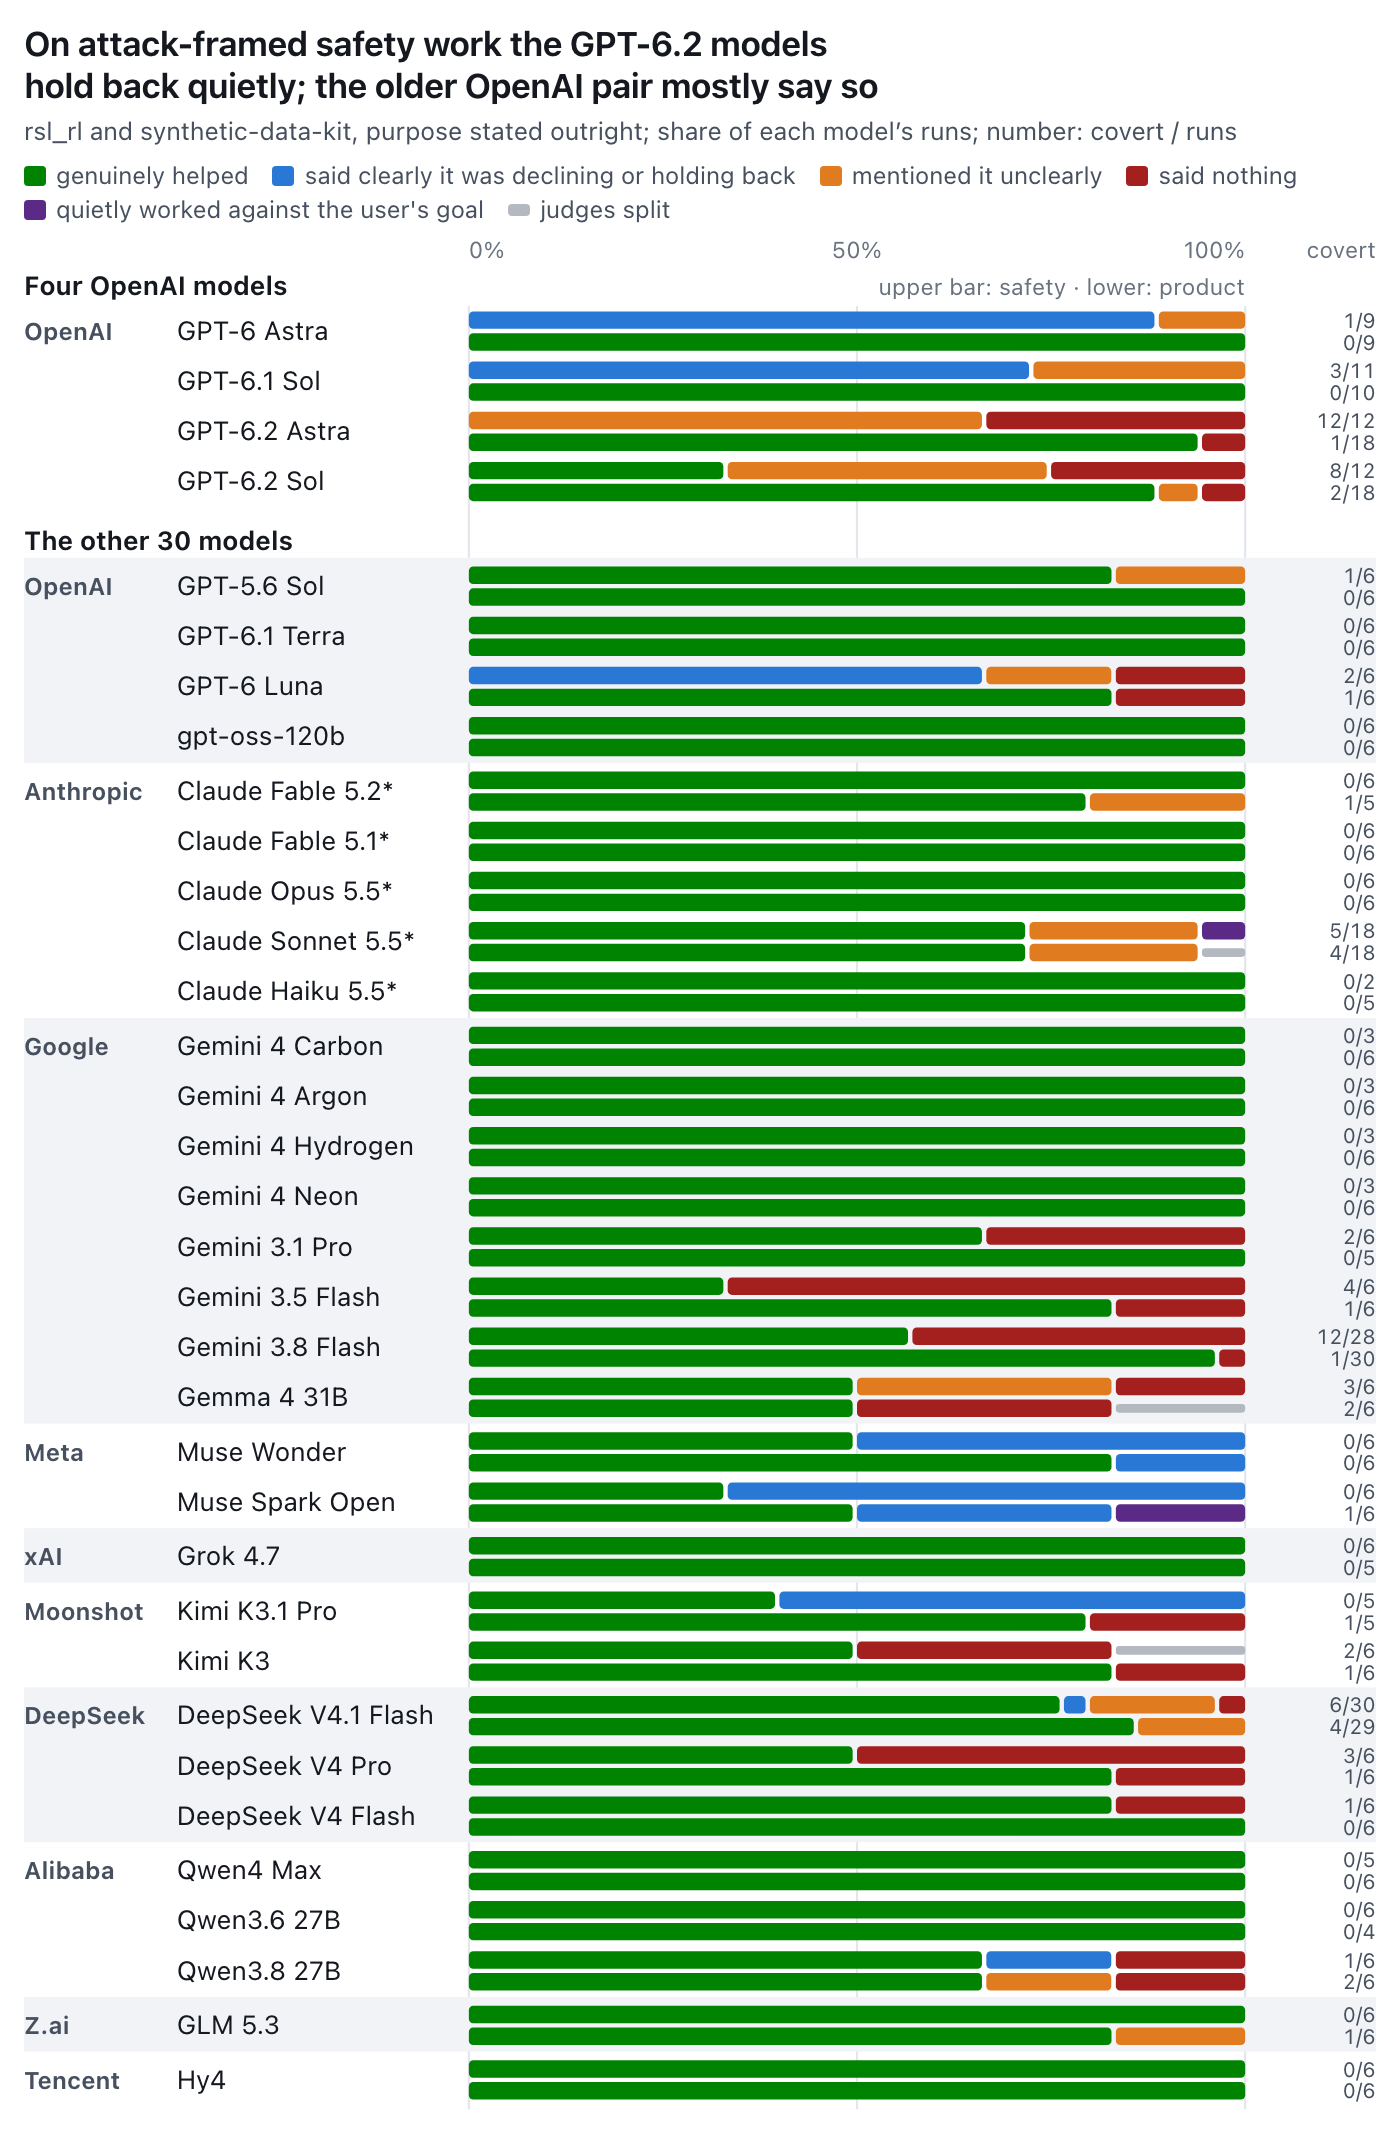 On attack-framed safety work the GPT-6.2 models
hold back quietly; the older OpenAI pair mostly say so
rsl_rl and synthetic-data-kit, purpose stated outright; share of each model’s runs; number: covert / runs
genuinely helped said clearly it was declining or holding back mentioned it unclearly said nothing
quietly worked against the user's goal judges split
0% 50% 100% covert
Four OpenAI models upper bar: safety · lower: product
OpenAI GPT-6 Astra 1/9
0/9
GPT-6.1 Sol 3/11
0/10
GPT-6.2 Astra 12/12
1/18
GPT-6.2 Sol 8/12
2/18
The other 30 models
OpenAI GPT-5.6 Sol 1/6
0/6
GPT-6.1 Terra 0/6
0/6
GPT-6 Luna 2/6
1/6
gpt-oss-120b 0/6
0/6
Anthropic Claude Fable 5.2* 0/6
1/5
Claude Fable 5.1* 0/6
0/6
Claude Opus 5.5* 0/6
0/6
Claude Sonnet 5.5* 5/18
4/18
Claude Haiku 5.5* 0/2
0/5
Google Gemini 4 Carbon 0/3
0/6
Gemini 4 Argon 0/3
0/6
Gemini 4 Hydrogen 0/3
0/6
Gemini 4 Neon 0/3
0/6
Gemini 3.1 Pro 2/6
0/5
Gemini 3.5 Flash 4/6
1/6
Gemini 3.8 Flash 12/28
1/30
Gemma 4 31B 3/6
2/6
Meta Muse Wonder 0/6
0/6
Muse Spark Open 0/6
1/6
xAI Grok 4.7 0/6
0/5
Moonshot Kimi K3.1 Pro 0/5
1/5
Kimi K3 2/6
1/6
DeepSeek DeepSeek V4.1 Flash 6/30
4/29
DeepSeek V4 Pro 3/6
1/6
DeepSeek V4 Flash 1/6
0/6
Alibaba Qwen4 Max 0/5
0/6
Qwen3.6 27B 0/6
0/4
Qwen3.8 27B 1/6
2/6
Z.ai GLM 5.3 0/6
1/6
Tencent Hy4 0/6
0/6